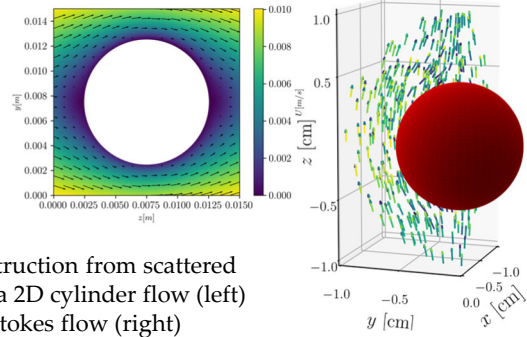 0.014
0.012
0.010
0.008
0.006
0.004
0.002
0.000
y[m]
0.0000 0.0025 0.0050 0.0075 0.0100 0.0125 0.0150
z[m]
0.010
0.008
0.006
0.004
0.002
0.000
U[m/s]
1.0
0.5
−0.5
−1.0
z [cm]
-1.0 -0.5 0.0
y [cm]
-1.0
-0.5
x [cm]
truction from scattered
a 2D cylinder flow (left)
tokes flow (right)